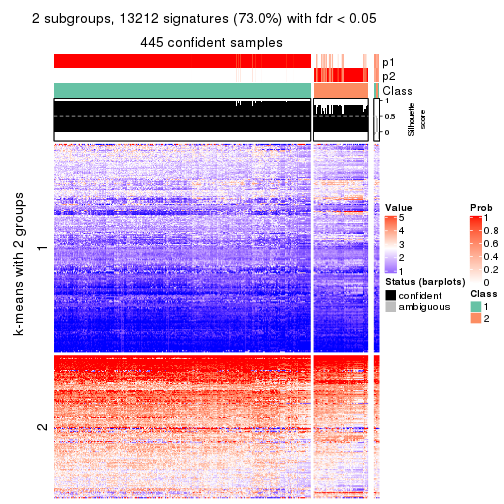 2 subgroups, 13212 signatures (73.0%) with fdr < 0.05
445 confident samples
p1
p2
Class
1
0.5
0
Silhouette
score
k-means with 2 groups
1
2
Value
5
4
3
2
1
Status (barplots)
confident
ambiguous
Prob
1
0.8
0.6
0.4
0.2
0
Class
1
2